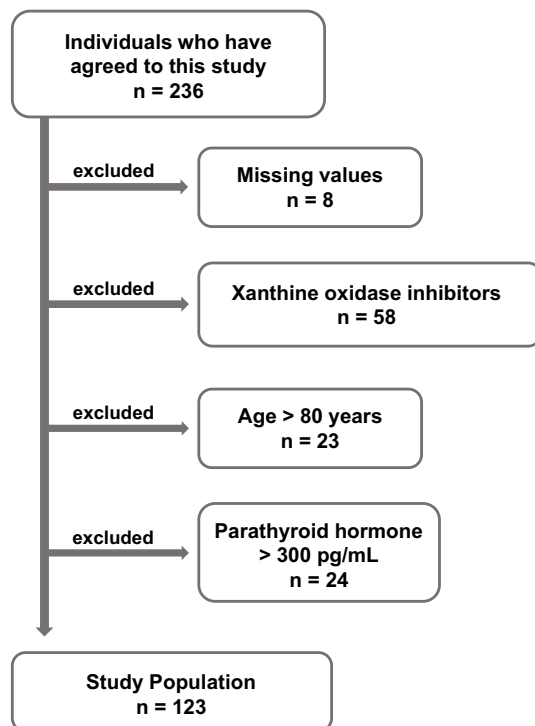 Individuals who have
agreed to this study
n = 236
excluded
Missing values
n = 8
excluded
Xanthine oxidase inhibitors
n = 58
excluded
Age > 80 years
n = 23
excluded
Parathyroid hormone
> 300 pg/mL
n = 24
Study Population
n = 123